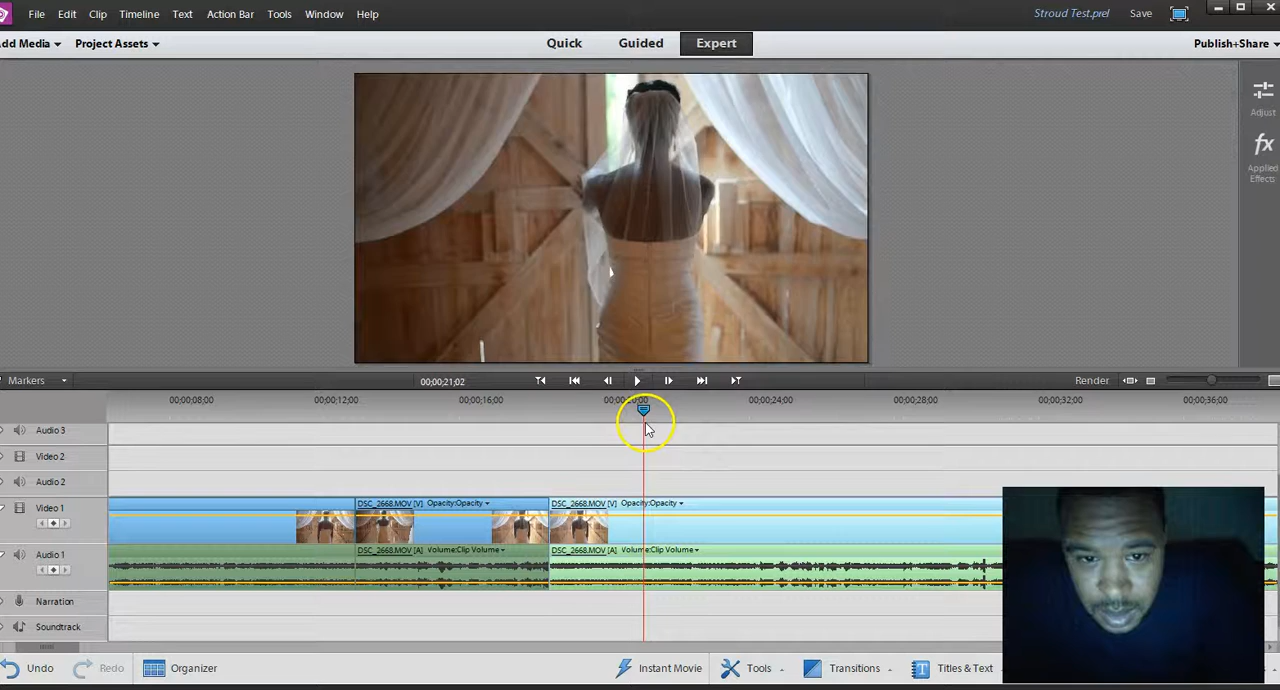 File Edit Clip Timeline Text Action Bar Tools Window Help Stroud Test.prel Save
dd Media Project Assets Quick Guided Expert Publish+Share
Adjust
fx
Applied
Effects
Markers 00;00;21;02 Render
00;00;08;00 00;00;12;00 00;00;16;00 00;00;24;00 00;00;28;00 00;00;32;00 00;00;36;00
Audio 3
Video 2
Audio 2
Video 1 DSC_2668.MOV [V] Opacity:Opacity DSC_2668.MOV [V] Opacity:Opacity
Audio 1 DSC_2668.MOV [A] Volume:Clip Volume DSC_2668.MOV [A] Volume:Clip Volume
Narration
Soundtrack
Undo Redo Organizer Instant Movie Tools Transitions T Titles & Text